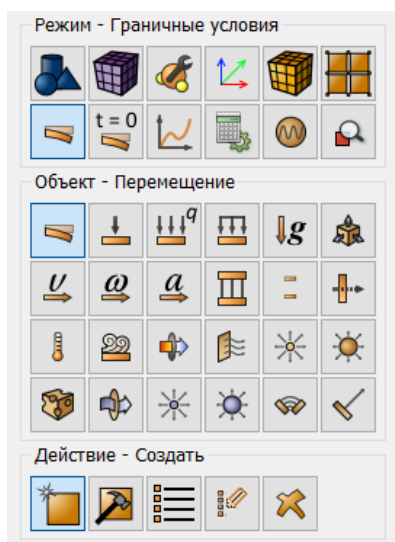 Режим - Граничные условия
t = 0
Объект - Перемещение
q
g
υ ω a
Действие - Создать